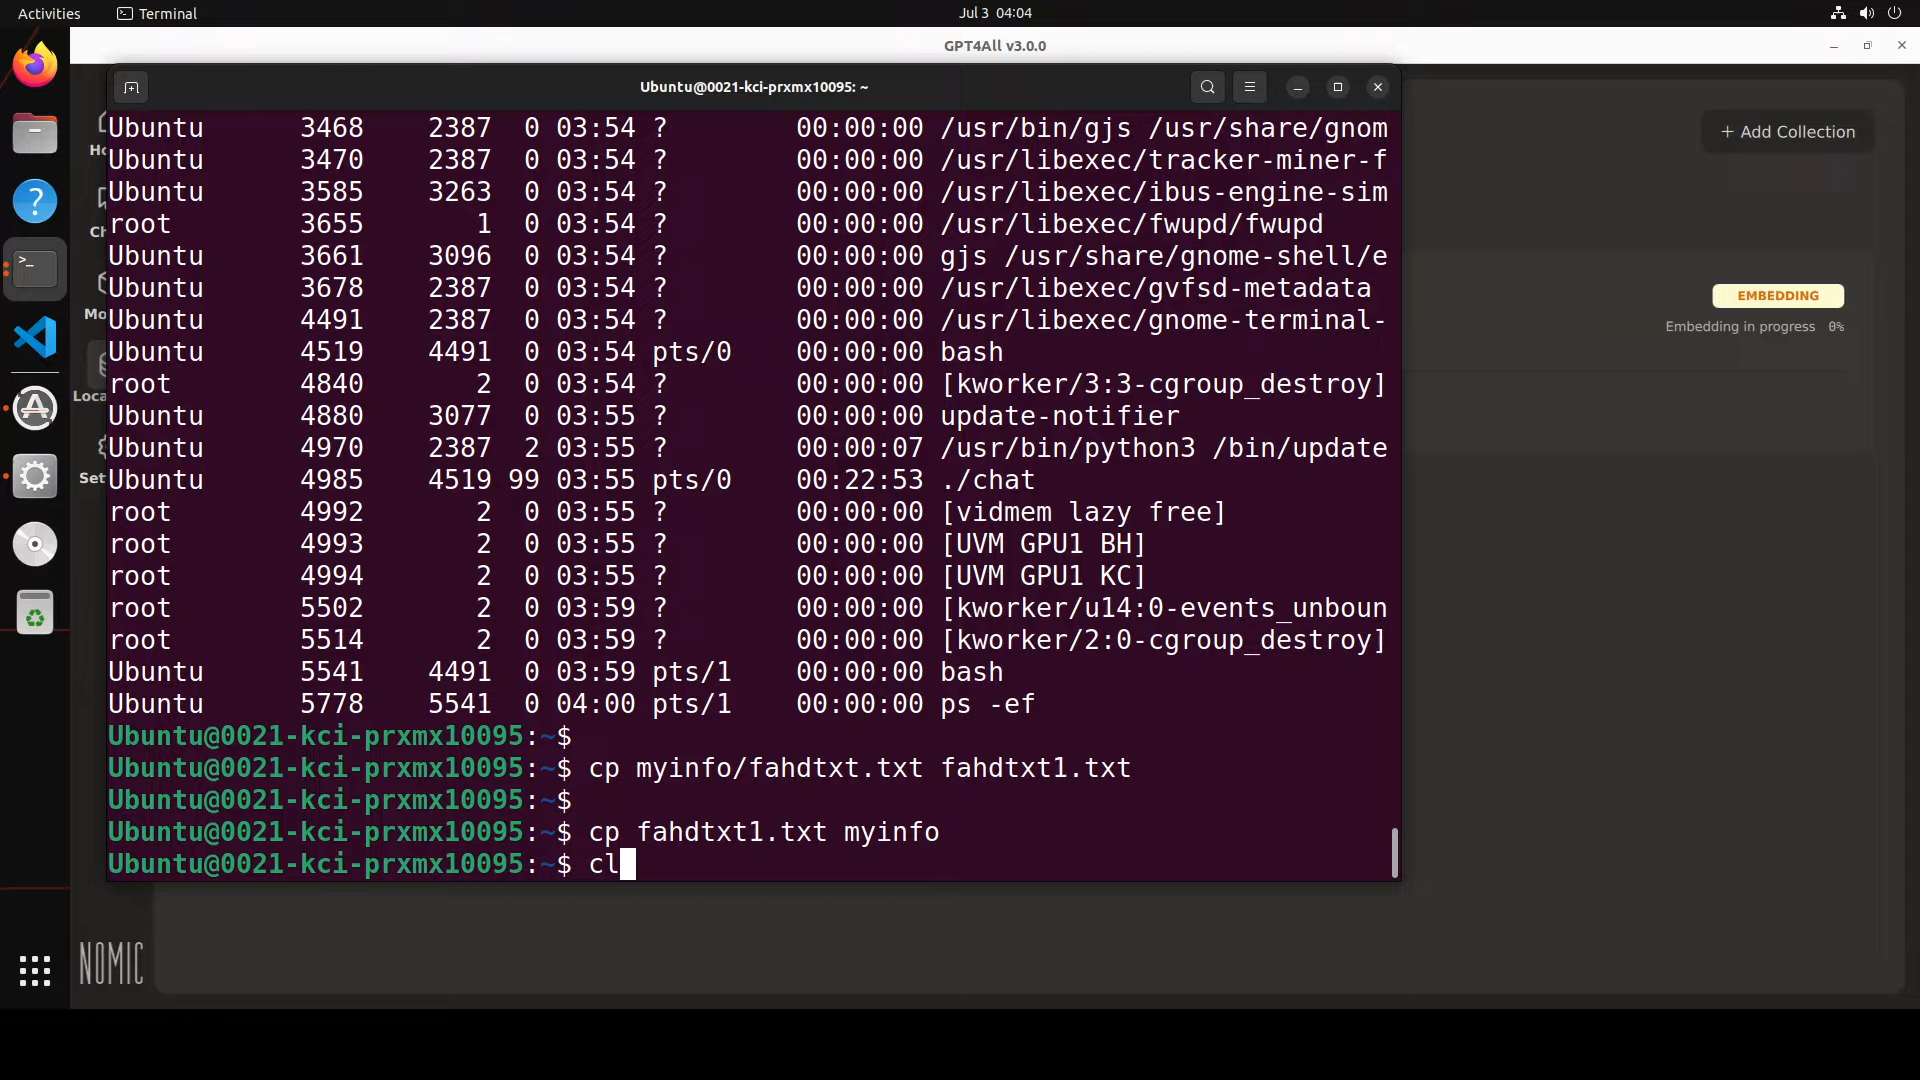 Activities Terminal Jul 3 04:04
GPT4All v3.0.0
Ubuntu@0021-kci-prxmx10095: ~
+ Add Collection
EMBEDDING
Embedding in progress 0%
Ubuntu 3468 2387 0 03:54 ? 00:00:00 /usr/bin/gjs /usr/share/gnom
Ubuntu 3470 2387 0 03:54 ? 00:00:00 /usr/libexec/tracker-miner-f
Ubuntu 3585 3263 0 03:54 ? 00:00:00 /usr/libexec/ibus-engine-sim
root 3655 1 0 03:54 ? 00:00:00 /usr/libexec/fwupd/fwupd
Ubuntu 3661 3096 0 03:54 ? 00:00:00 gjs /usr/share/gnome-shell/e
Ubuntu 3678 2387 0 03:54 ? 00:00:00 /usr/libexec/gvfsd-metadata
Ubuntu 4491 2387 0 03:54 ? 00:00:00 /usr/libexec/gnome-terminal-
Ubuntu 4519 4491 0 03:54 pts/0 00:00:00 bash
root 4840 2 0 03:54 ? 00:00:00 [kworker/3:3-cgroup_destroy]
Ubuntu 4880 3077 0 03:55 ? 00:00:00 update-notifier
Ubuntu 4970 2387 2 03:55 ? 00:00:07 /usr/bin/python3 /bin/update
Ubuntu 4985 4519 99 03:55 pts/0 00:22:53 ./chat
root 4992 2 0 03:55 ? 00:00:00 [vidmem lazy free]
root 4993 2 0 03:55 ? 00:00:00 [UVM GPU1 BH]
root 4994 2 0 03:55 ? 00:00:00 [UVM GPU1 KC]
root 5502 2 0 03:59 ? 00:00:00 [kworker/u14:0-events_unboun
root 5514 2 0 03:59 ? 00:00:00 [kworker/2:0-cgroup_destroy]
Ubuntu 5541 4491 0 03:59 pts/1 00:00:00 bash
Ubuntu 5778 5541 0 04:00 pts/1 00:00:00 ps -ef
Ubuntu@0021-kci-prxmx10095:~$
Ubuntu@0021-kci-prxmx10095:~$ cp myinfo/fahdtxt.txt fahdtxt1.txt
Ubuntu@0021-kci-prxmx10095:~$
Ubuntu@0021-kci-prxmx10095:~$ cp fahdtxt1.txt myinfo
Ubuntu@0021-kci-prxmx10095:~$ cl
Ho
Ch
Mo
Loca
Set
NOMIC